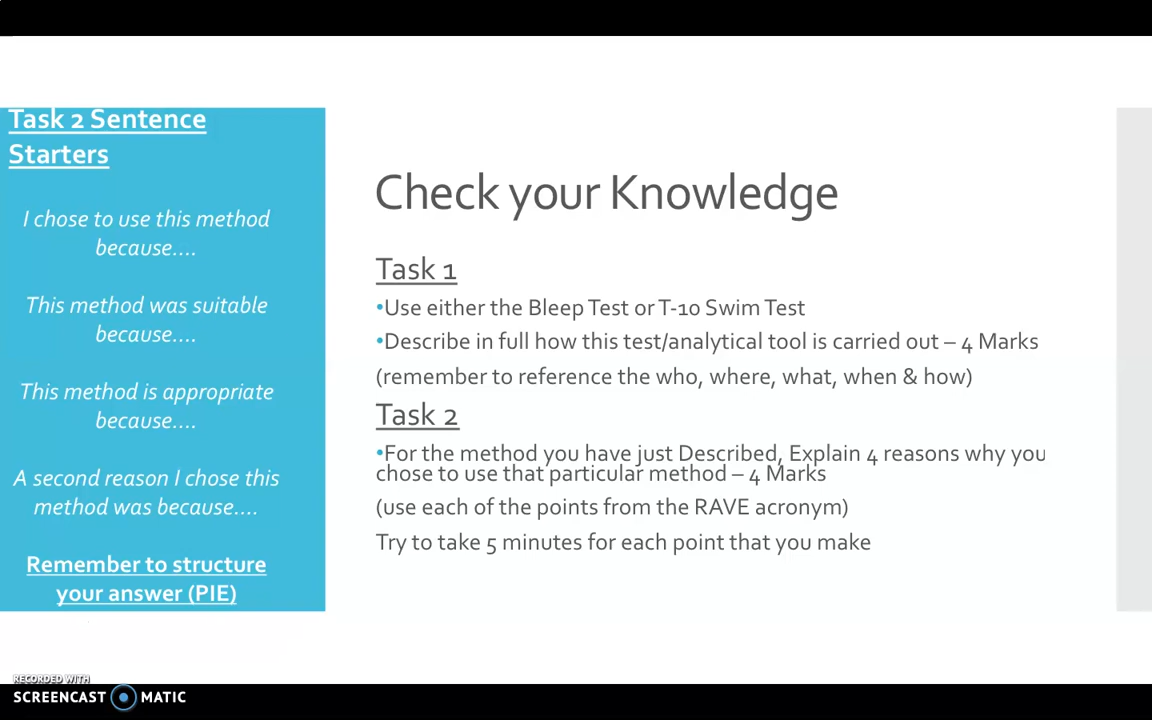 Task 2 Sentence
Starters
I chose to use this method
because....
This method was suitable
because....
This method is appropriate
because....
A second reason I chose this
method was because....
Remember to structure
your answer (PIE)
Check your Knowledge
Task 1
•Use either the Bleep Test or T-10 Swim Test
•Describe in full how this test/analytical tool is carried out – 4 Marks
(remember to reference the who, where, what, when & how)
Task 2
•For the method you have just Described, Explain 4 reasons why you
chose to use that particular method – 4 Marks
(use each of the points from the RAVE acronym)
Try to take 5 minutes for each point that you make
RECORDED WITH
SCREENCAST MATIC